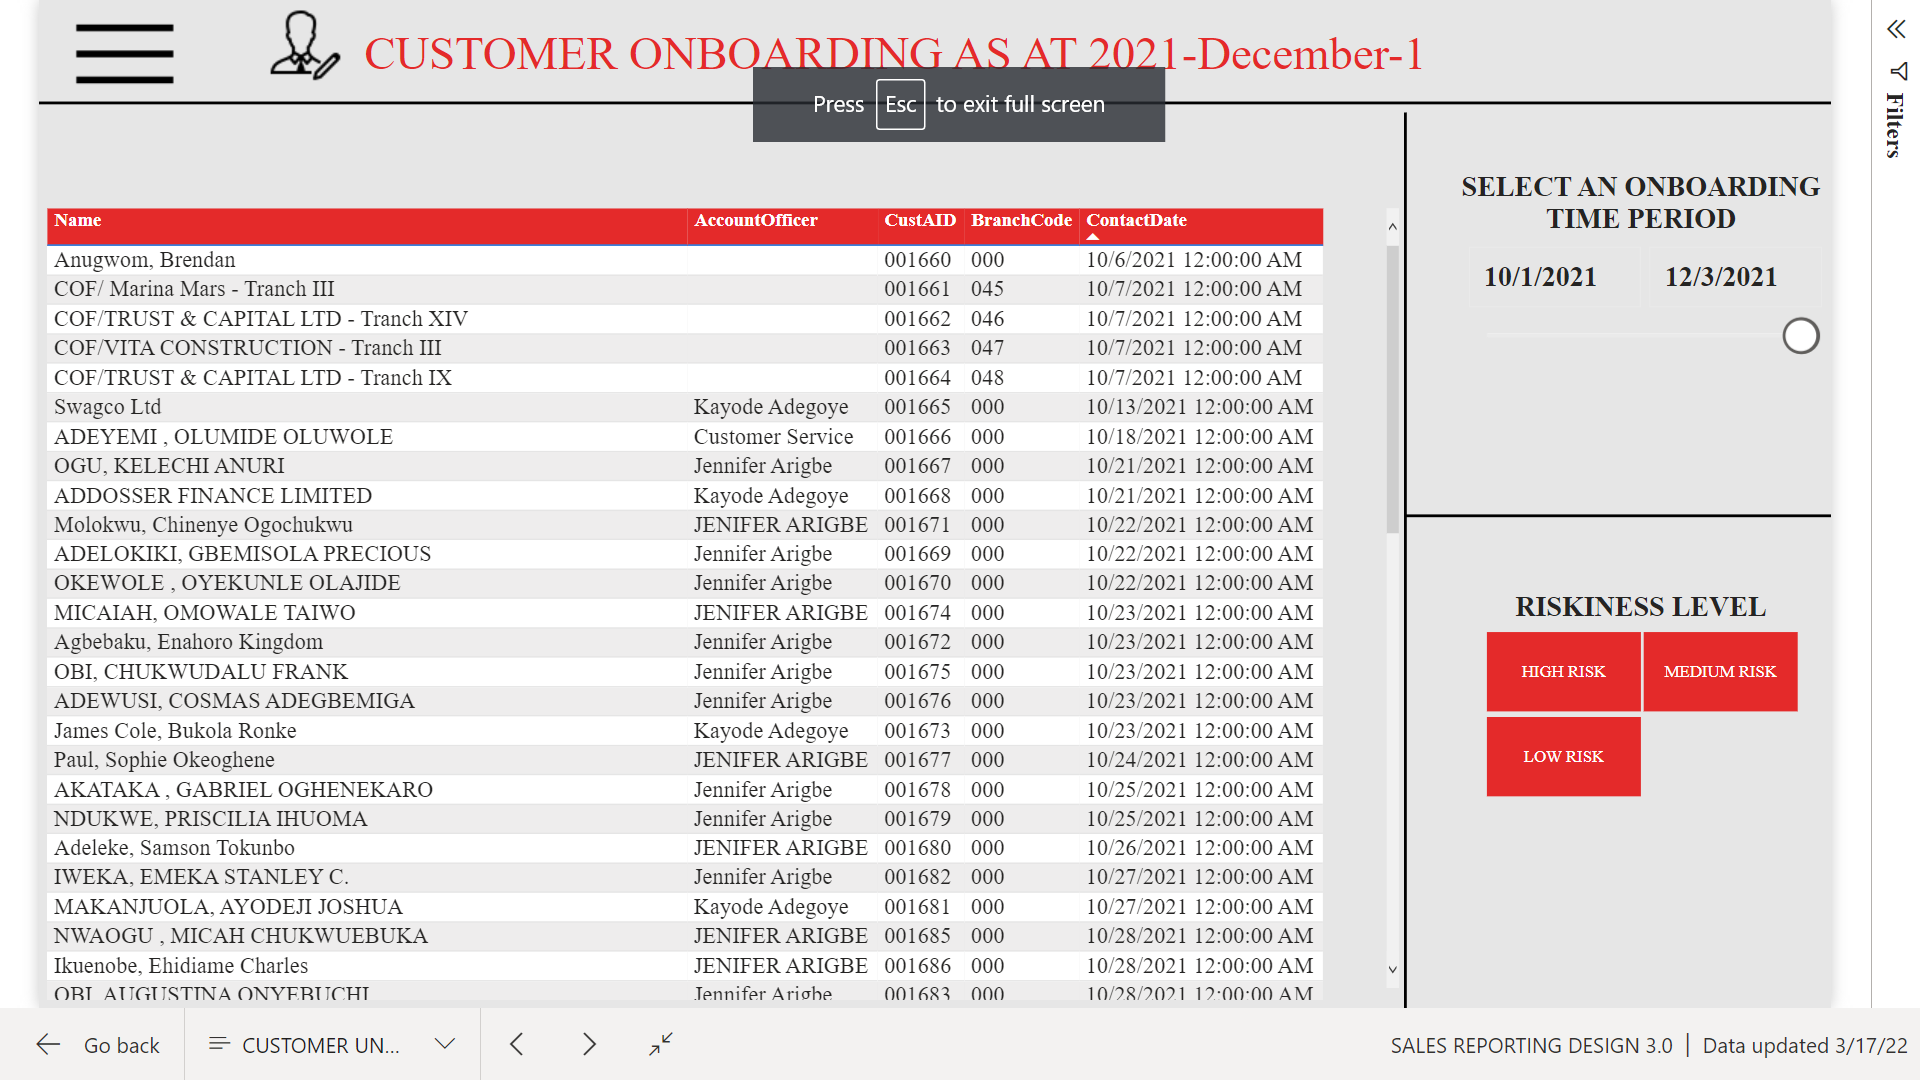 CUSTOMER ONBOARDING AS AT 2021-December-1
Press Esc to exit full screen
Filters
SELECT AN ONBOARDING
TIME PERIOD
10/1/2021 12/3/2021
Name AccountOfficer CustAID BranchCode ContactDate
Anugwom, Brendan 001660 000 10/6/2021 12:00:00 AM
COF/ Marina Mars - Tranch III 001661 045 10/7/2021 12:00:00 AM
COF/TRUST & CAPITAL LTD - Tranch XIV 001662 046 10/7/2021 12:00:00 AM
COF/VITA CONSTRUCTION - Tranch III 001663 047 10/7/2021 12:00:00 AM
COF/TRUST & CAPITAL LTD - Tranch IX 001664 048 10/7/2021 12:00:00 AM
Swagco Ltd Kayode Adegoye 001665 000 10/13/2021 12:00:00 AM
ADEYEMI , OLUMIDE OLUWOLE Customer Service 001666 000 10/18/2021 12:00:00 AM
OGU, KELECHI ANURI Jennifer Arigbe 001667 000 10/21/2021 12:00:00 AM
ADDOSSER FINANCE LIMITED Kayode Adegoye 001668 000 10/21/2021 12:00:00 AM
Molokwu, Chinenye Ogochukwu JENIFER ARIGBE 001671 000 10/22/2021 12:00:00 AM
ADELOKIKI, GBEMISOLA PRECIOUS Jennifer Arigbe 001669 000 10/22/2021 12:00:00 AM
OKEWOLE , OYEKUNLE OLAJIDE Jennifer Arigbe 001670 000 10/22/2021 12:00:00 AM
MICAIAH, OMOWALE TAIWO JENIFER ARIGBE 001674 000 10/23/2021 12:00:00 AM
Agbebaku, Enahoro Kingdom Jennifer Arigbe 001672 000 10/23/2021 12:00:00 AM
OBI, CHUKWUDALU FRANK Jennifer Arigbe 001675 000 10/23/2021 12:00:00 AM
ADEWUSI, COSMAS ADEGBEMIGA Jennifer Arigbe 001676 000 10/23/2021 12:00:00 AM
James Cole, Bukola Ronke Kayode Adegoye 001673 000 10/23/2021 12:00:00 AM
Paul, Sophie Okeoghene JENIFER ARIGBE 001677 000 10/24/2021 12:00:00 AM
AKATAKA , GABRIEL OGHENEKARO Jennifer Arigbe 001678 000 10/25/2021 12:00:00 AM
NDUKWE, PRISCILIA IHUOMA Jennifer Arigbe 001679 000 10/25/2021 12:00:00 AM
Adeleke, Samson Tokunbo JENIFER ARIGBE 001680 000 10/26/2021 12:00:00 AM
IWEKA, EMEKA STANLEY C. Jennifer Arigbe 001682 000 10/27/2021 12:00:00 AM
MAKANJUOLA, AYODEJI JOSHUA Kayode Adegoye 001681 000 10/27/2021 12:00:00 AM
NWAOGU , MICAH CHUKWUEBUKA JENIFER ARIGBE 001685 000 10/28/2021 12:00:00 AM
Ikuenobe, Ehidiame Charles JENIFER ARIGBE 001686 000 10/28/2021 12:00:00 AM
OBI, AUGUSTINA ONYEBUCHI Jennifer Arigbe 001683 000 10/28/2021 12:00:00 AM
RISKINESS LEVEL
HIGH RISK MEDIUM RISK
LOW RISK
Go back CUSTOMER UN... SALES REPORTING DESIGN 3.0 | Data updated 3/17/22